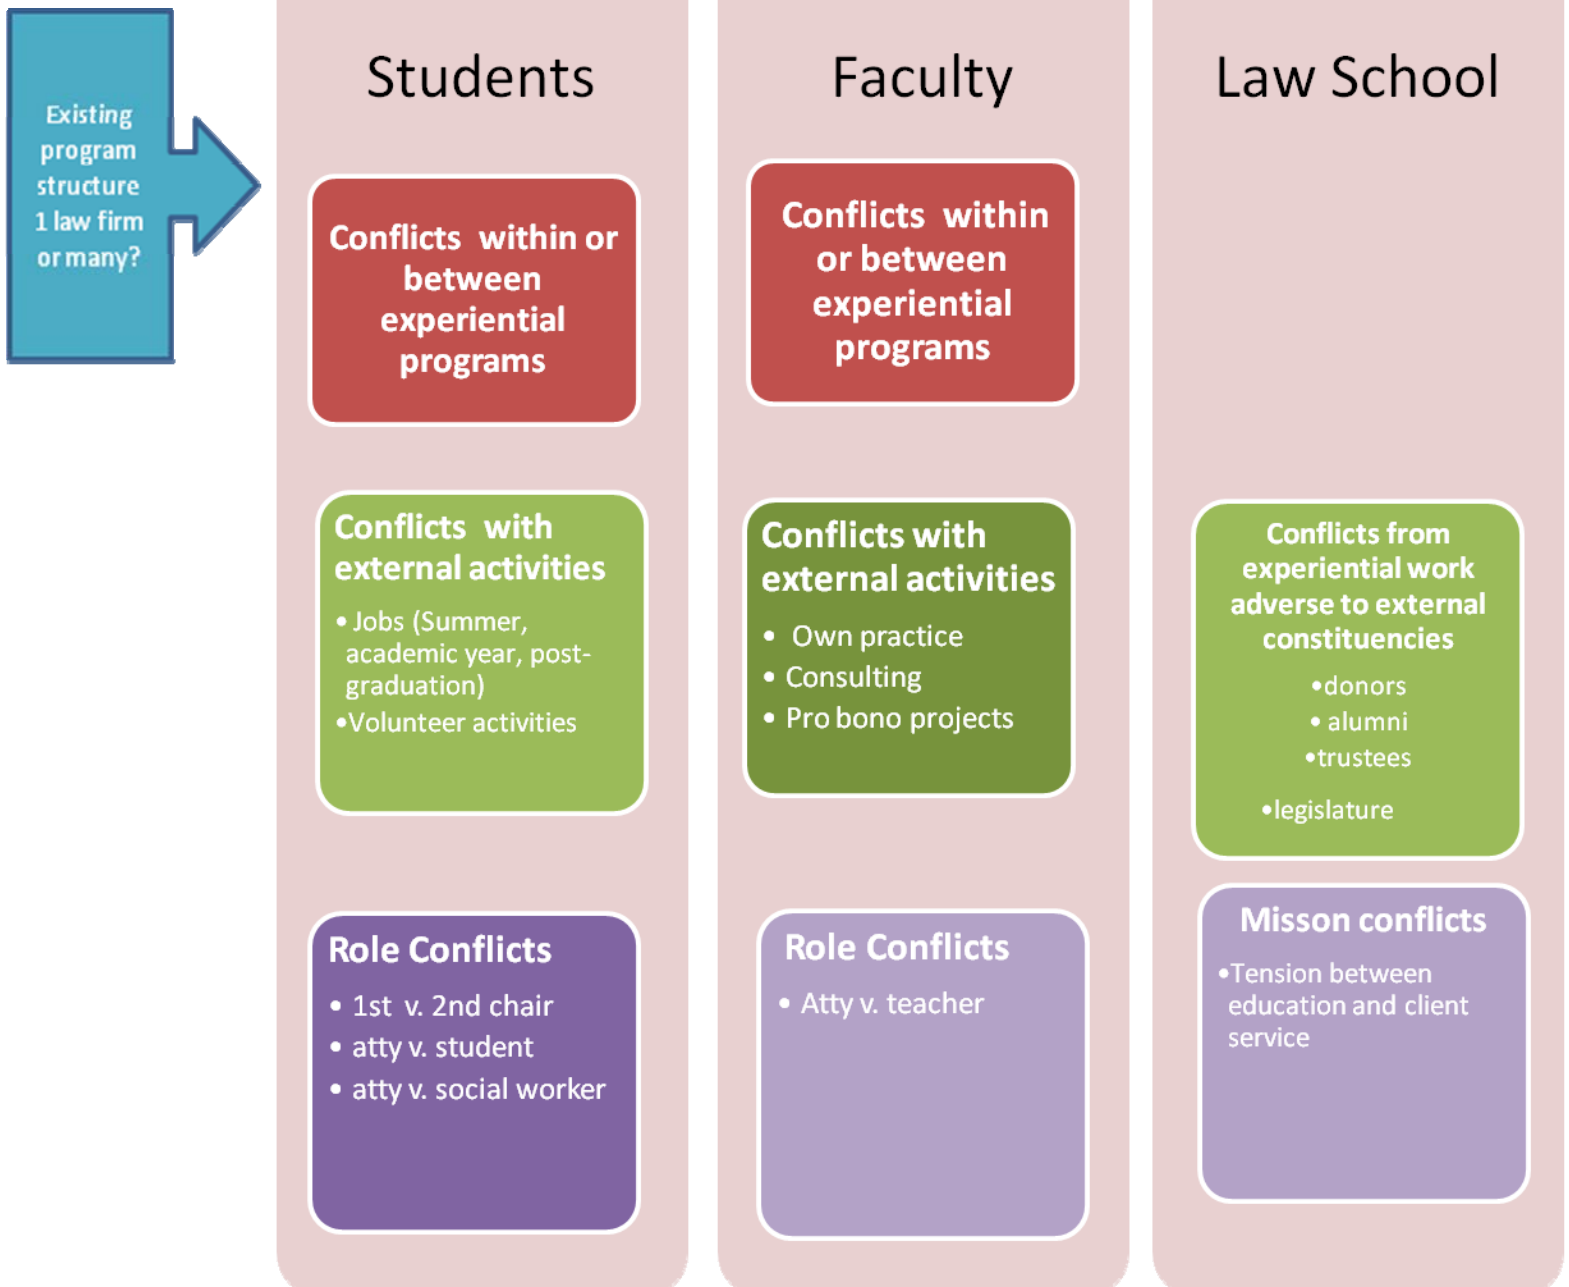 Existing
program
structure
1 law firm
or many?
Students
Conflicts within or
between
experiential
programs
Conflicts with
external activities
• Jobs (Summer,
academic year, post-
graduation)
•Volunteer activities
Role Conflicts
• 1st v. 2nd chair
• atty v. student
• atty v. social worker
Faculty
Conflicts within
or between
experiential
programs
Conflicts with
external activities
• Own practice
• Consulting
• Pro bono projects
Role Conflicts
• Atty v. teacher
Law School
Conflicts from
experiential work
adverse to external
constituencies
•donors
• alumni
•trustees
•legislature
Misson conflicts
•Tension between
education and client
service